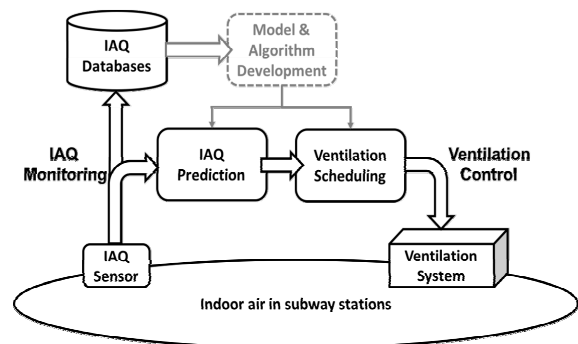 IAQ
Databases
Model &
Algorithm
Development
IAQ
Monitoring
IAQ
Prediction
Ventilation
Scheduling
Ventilation
Control
IAQ
Sensor
Ventilation
System
Indoor air in subway stations